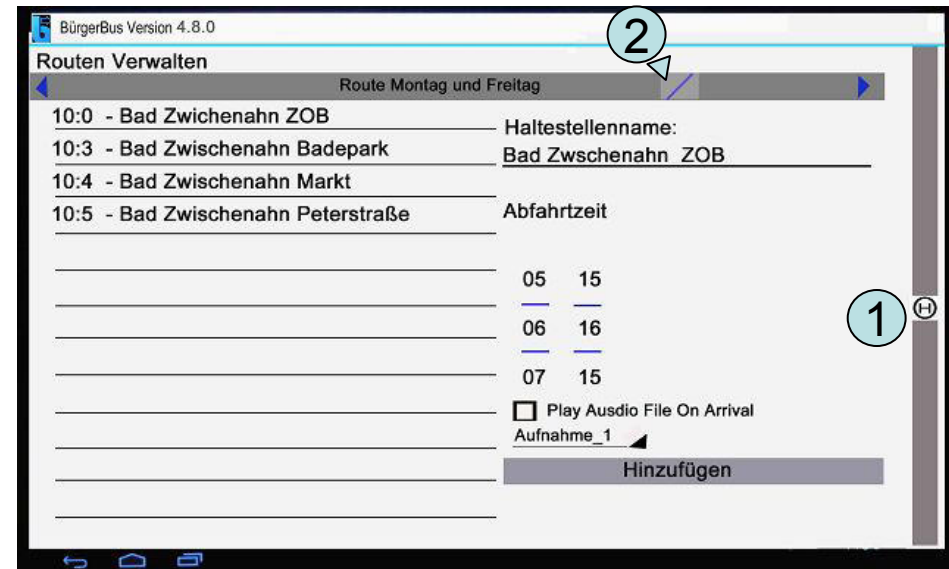 BürgerBus Version 4.8.0
2
Routen Verwalten
Route Montag und Freitag
10:0 - Bad Zwichenahn ZOB
10:3 - Bad Zwischenahn Badepark
10:4 - Bad Zwischenahn Markt
10:5 - Bad Zwischenahn Peterstraße
Haltestellenname:
Bad Zwschenahn ZOB
Abfahrtzeit
05 15
06 16
07 15
1
H
Play Ausdio File On Arrival
Aufnahme_1
Hinzufügen